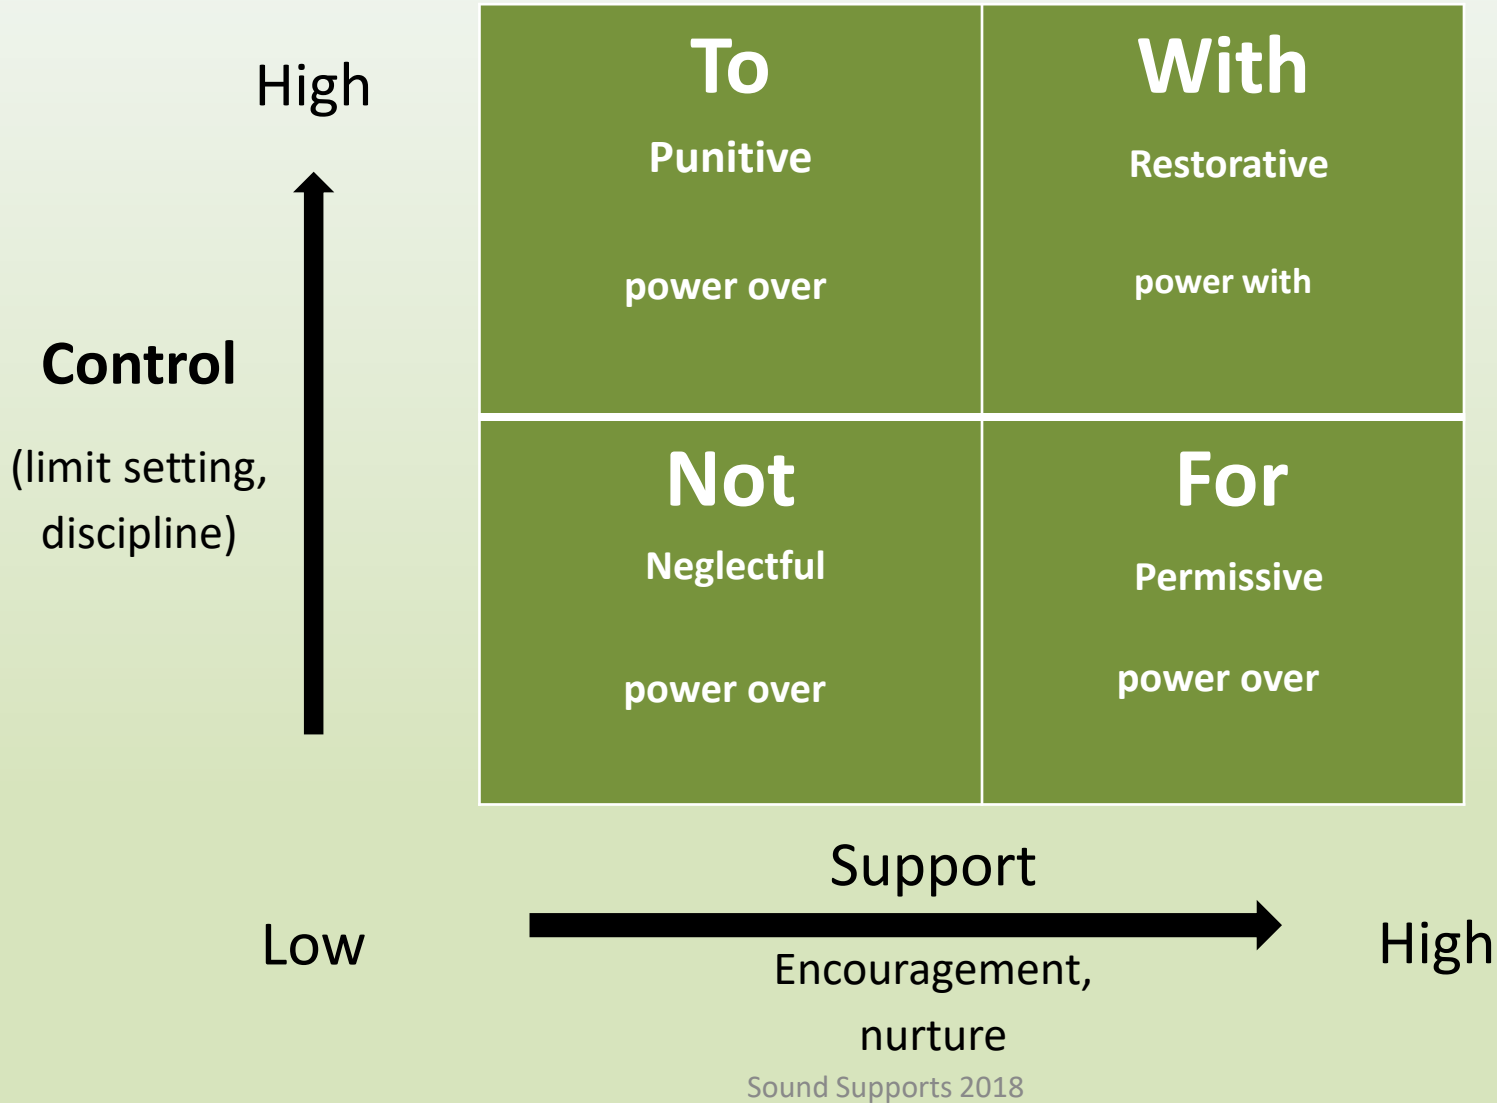 High
Control
(limit setting,
discipline)
To
Punitive
power over
With
Restorative
power with
Not
Neglectful
power over
For
Permissive
power over
Low
Support
Encouragement,
nurture
High
Sound Supports 2018